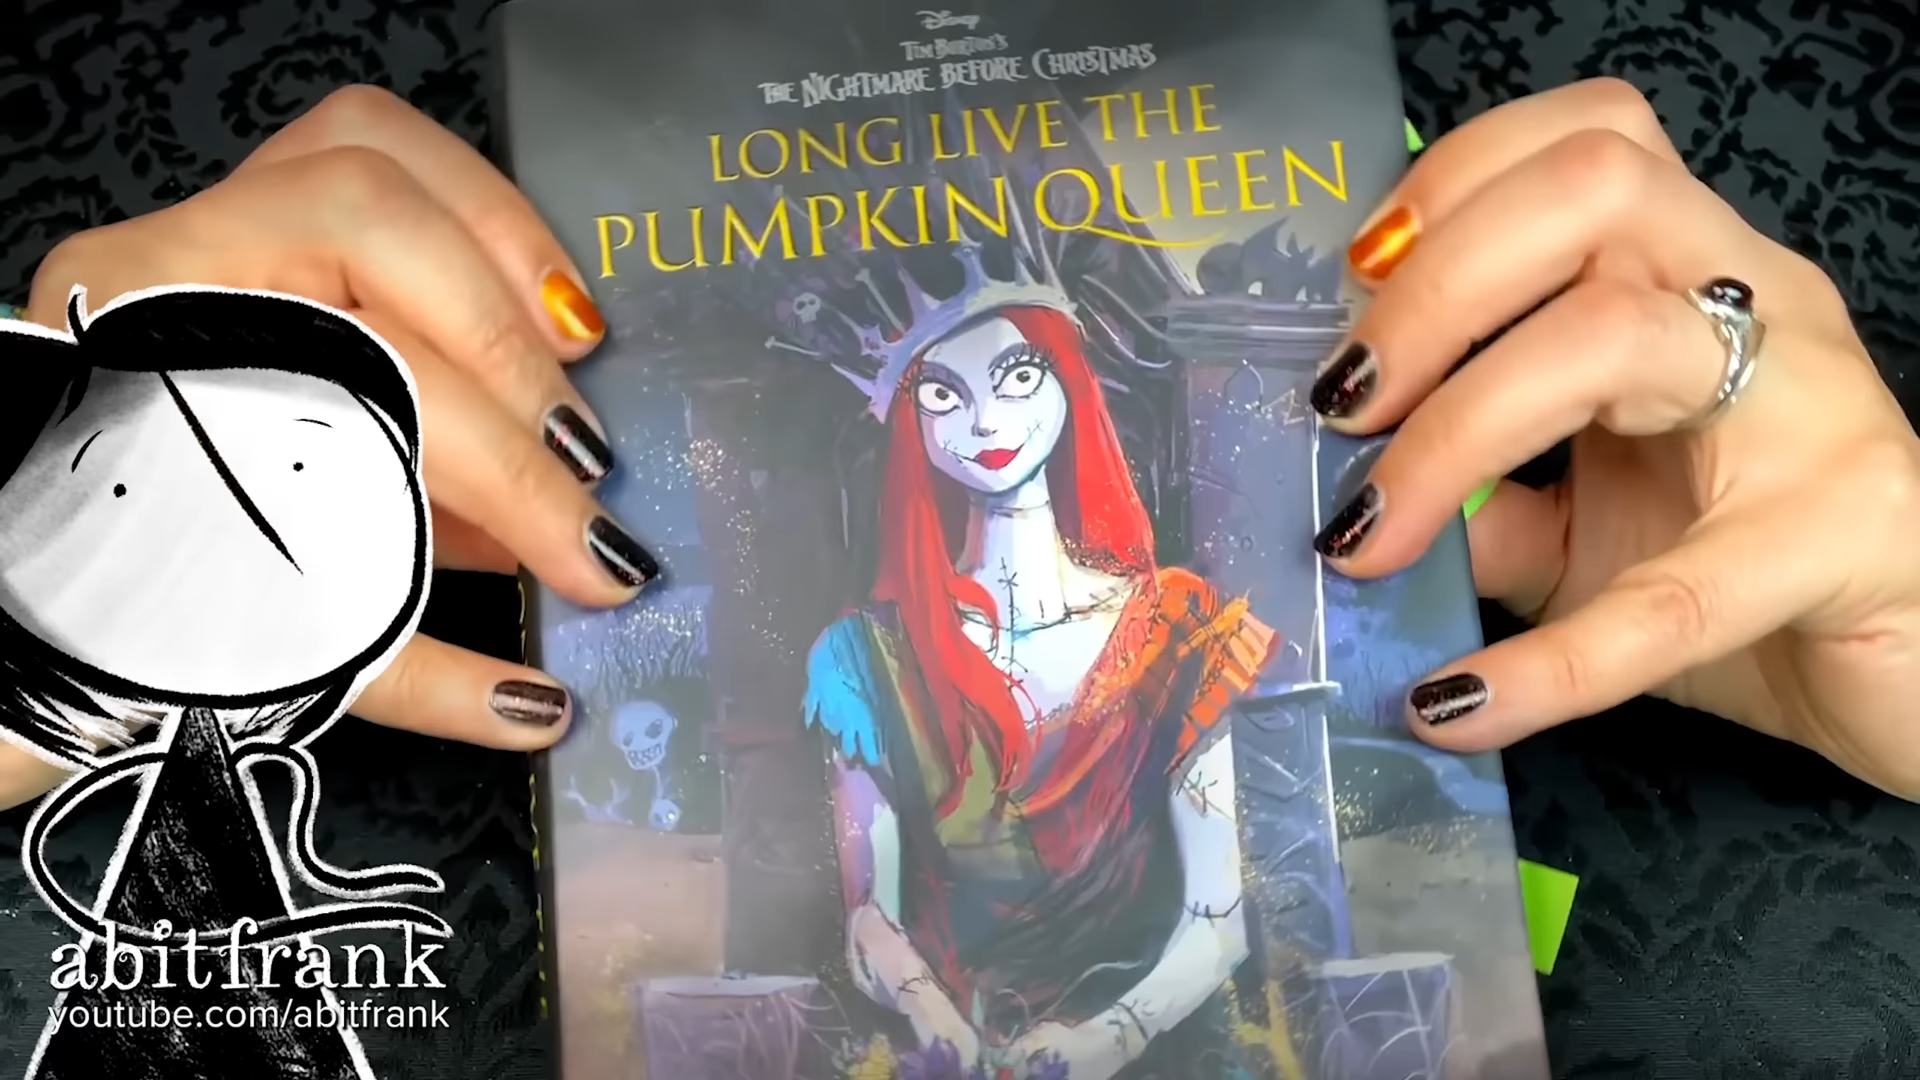 Disney
TIM BURTON'S
THE NIGHTMARE BEFORE CHRISTMAS
LONG LIVE THE
PUMPKIN QUEEN
abitfrank
youtube.com/abitfrank